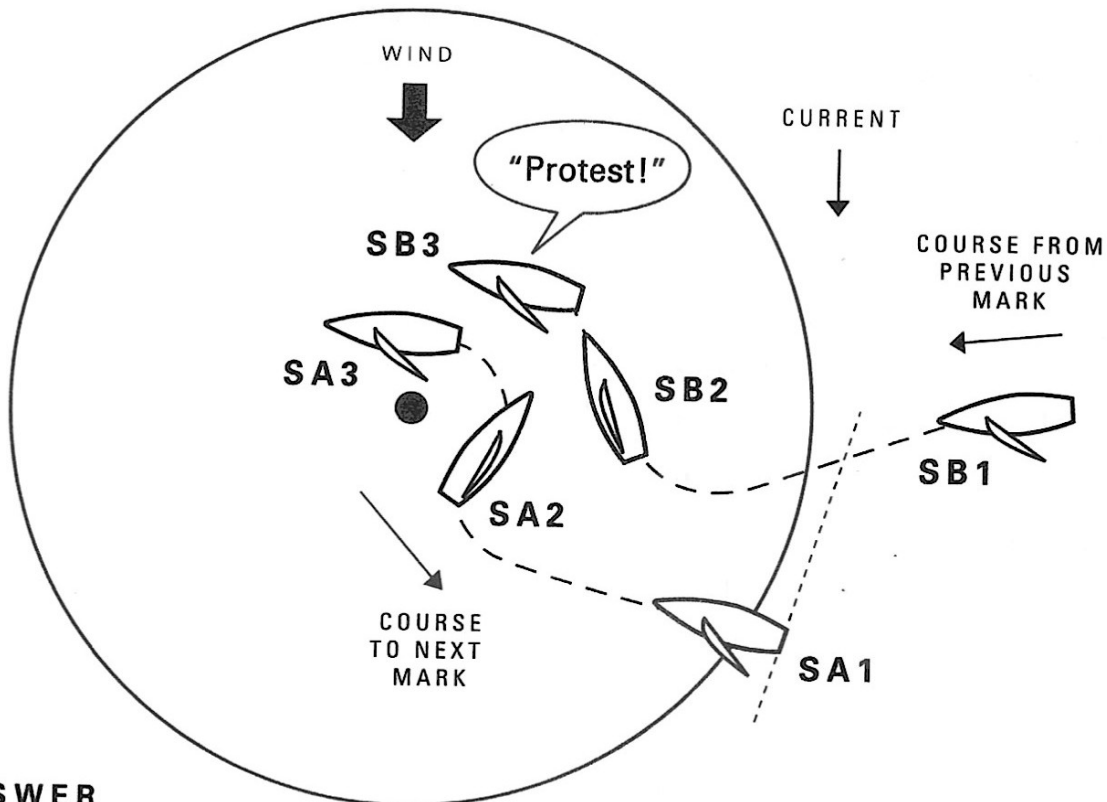 WIND
"Protest!"
CURRENT
COURSE FROM
PREVIOUS
MARK
SB3
SA3
SB2
SB1
SA2
SA1
COURSE
TO NEXT
MARK